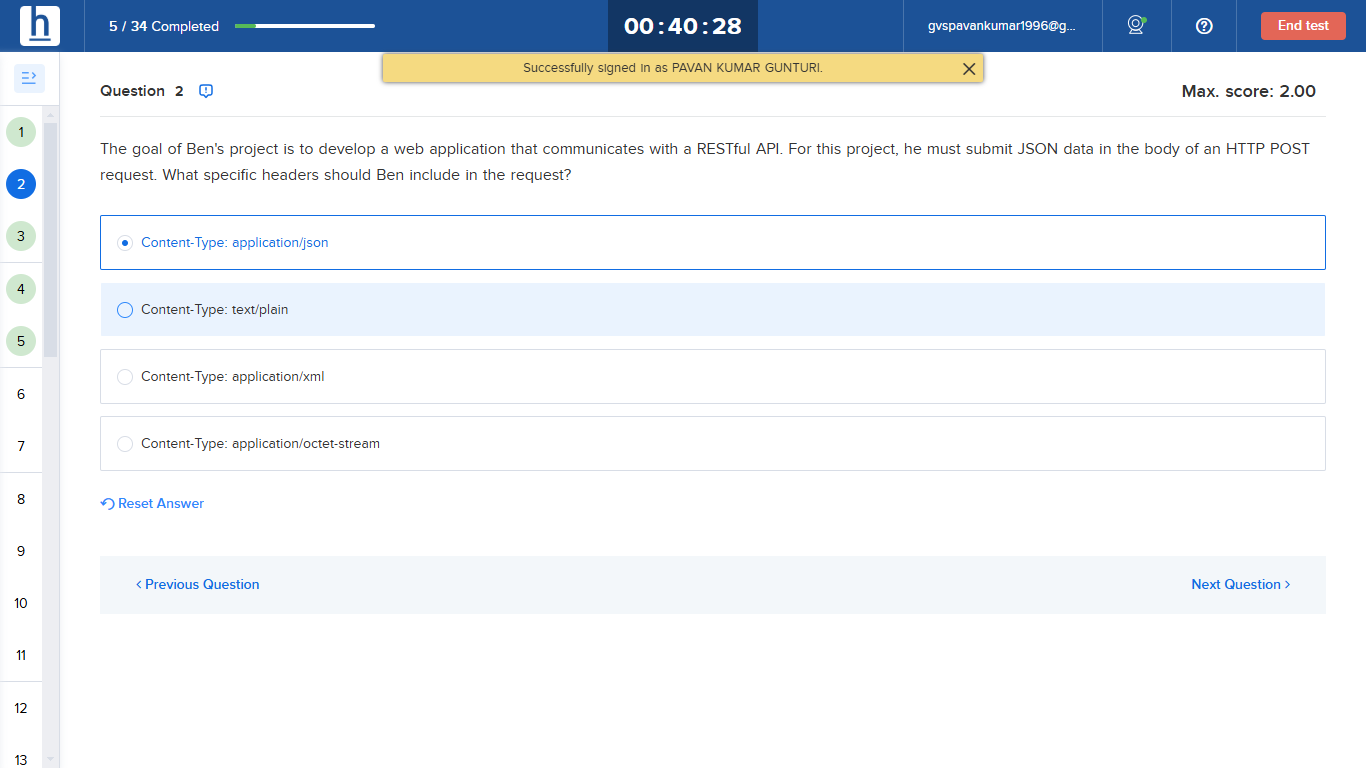 h
5 / 34 Completed
00:40:28
gvspavankumar1996@g...
End test
Successfully signed in as PAVAN KUMAR GUNTURI.
Question 2
Max. score: 2.00
The goal of Ben's project is to develop a web application that communicates with a RESTful API. For this project, he must submit JSON data in the body of an HTTP POST
request. What specific headers should Ben include in the request?
Content-Type: application/json
Content-Type: text/plain
Content-Type: application/xml
Content-Type: application/octet-stream
Reset Answer
Previous Question
Next Question
1
2
3
4
5
6
7
8
9
10
11
12
13